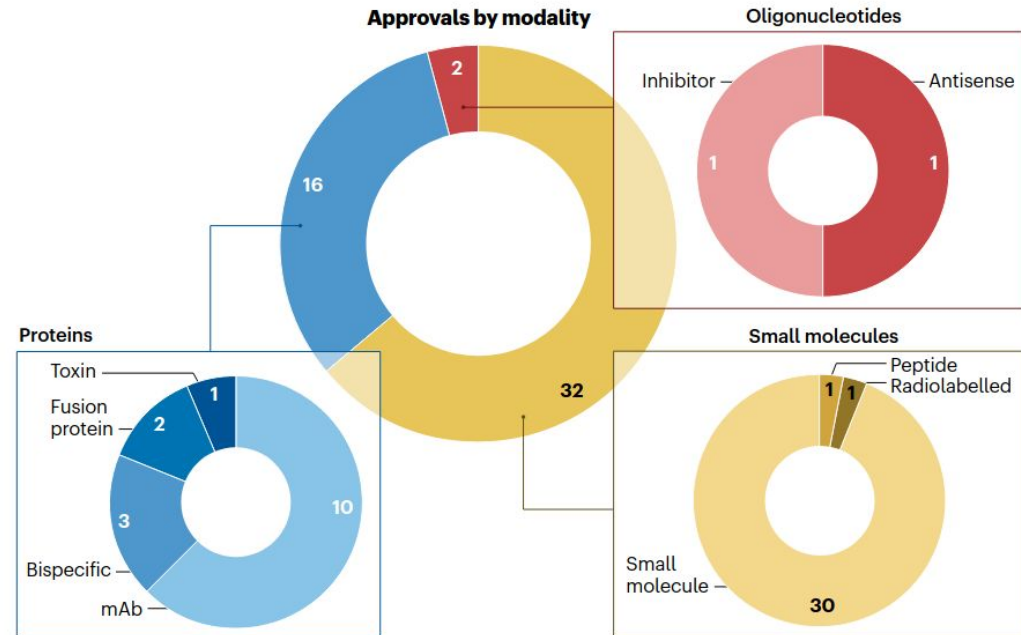 Approvals by modality
2
16
32
Oligonucleotides
Inhibitor
Antisense
1
1
Proteins
Toxin
Fusion
protein
Bispecific
mAb
1
2
3
10
Small molecules
Peptide
Radiolabelled
1
1
Small
molecule
30